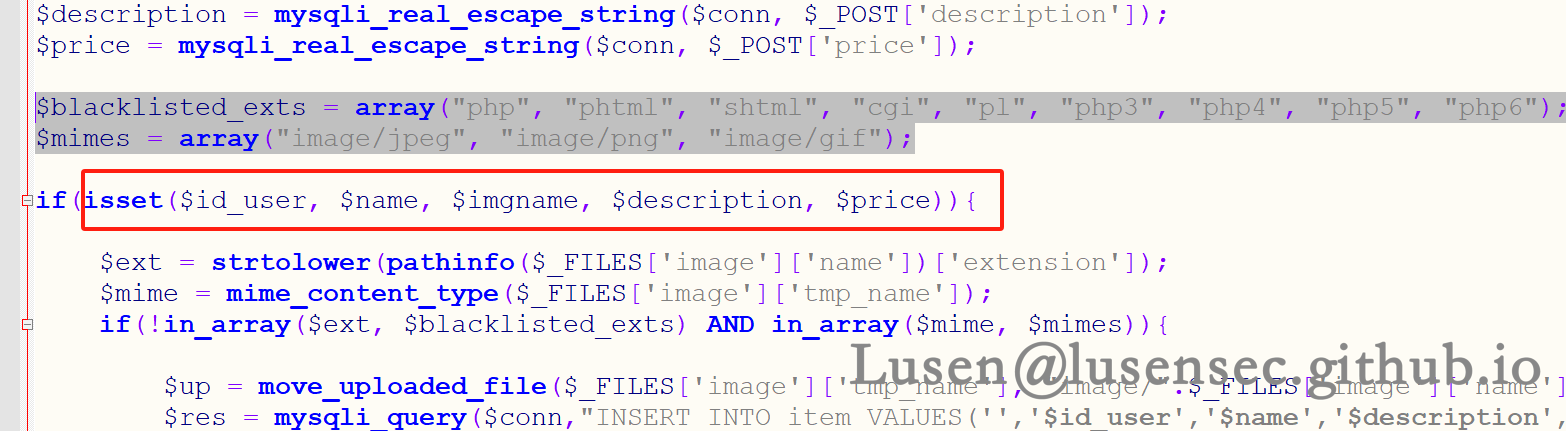 $description = mysqli_real_escape_string($conn, $_POST['description']);
$price = mysqli_real_escape_string($conn, $_POST['price']);
$blacklisted_exts = array("php", "phtml", "shtml", "cgi", "pl", "php3", "php4", "php5", "php6");
$mimes = array("image/jpeg", "image/png", "image/gif");
if(isset($id_user, $name, $imgname, $description, $price)){
$ext = strtolower(pathinfo($_FILES['image']['name'])['extension']);
$mime = mime_content_type($_FILES['image']['tmp_name']);
if(!in_array($ext, $blacklisted_exts) AND in_array($mime, $mimes)){
Lusen@lusensec.github.io
$up = move_uploaded_file($_FILES['image']['tmp_name'], "image/".$_FILES['image']['name']
$res = mysqli_query($conn,"INSERT INTO item VALUES('','$id_user','$name','$description',